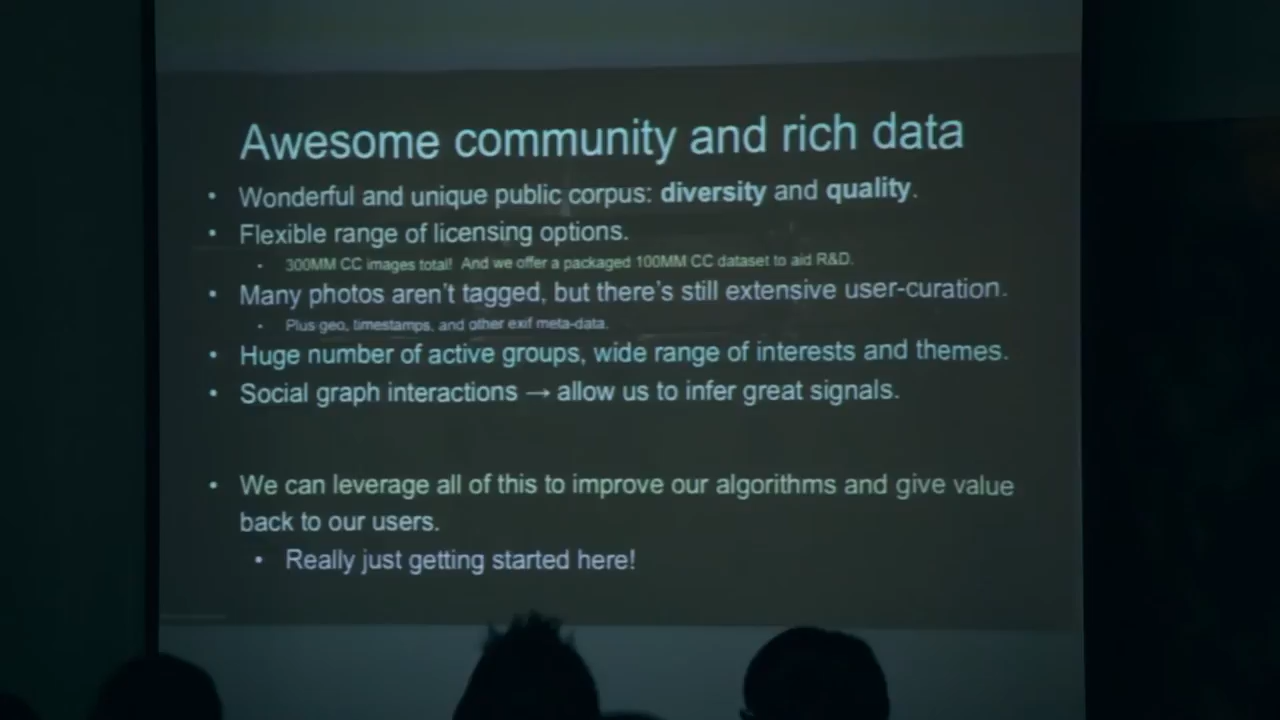 Awesome community and rich data
• Wonderful and unique public corpus: diversity and quality.
• Flexible range of licensing options.
• 300MM CC images total! And we offer a packaged 100MM CC dataset to aid R&D.
• Many photos aren't tagged, but there's still extensive user-curation.
• Plus geo, timestamps, and other exif meta-data.
• Huge number of active groups, wide range of interests and themes.
• Social graph interactions → allow us to infer great signals.
• We can leverage all of this to improve our algorithms and give value
back to our users.
• Really just getting started here!